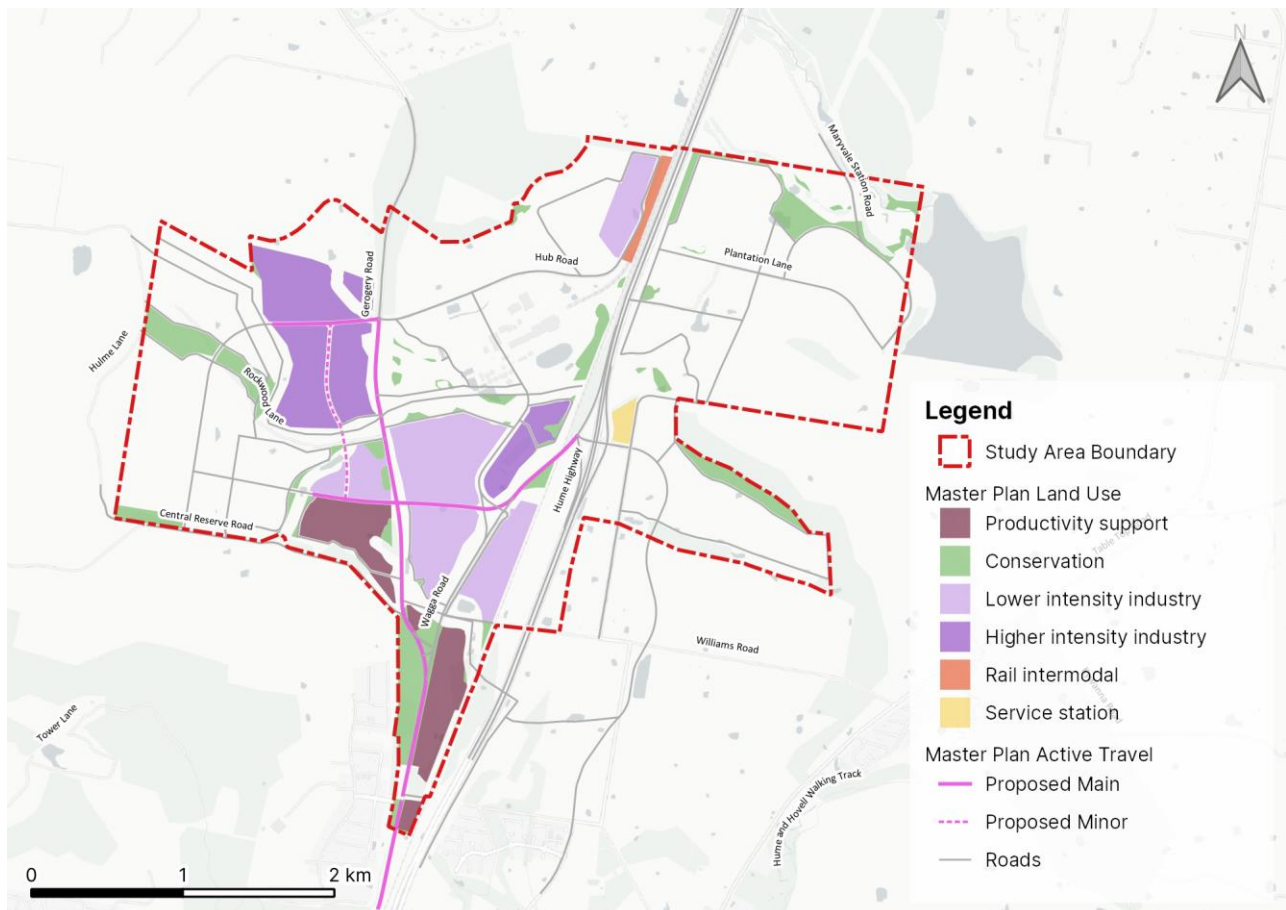 N
Maryvale Station Road
Plantation Lane
Hub Road
Gerogery Road
Hulme Lane
Rockwood Lane
Hume Highway
Central Reserve Road
Wagga Road
Williams Road
Tower Lane
Hume and Hovell Walking Track
Legend
Study Area Boundary
Master Plan Land Use
Productivity support
Conservation
Lower intensity industry
Higher intensity industry
Rail intermodal
Service station
Master Plan Active Travel
Proposed Main
Proposed Minor
Roads
0 1 2 km